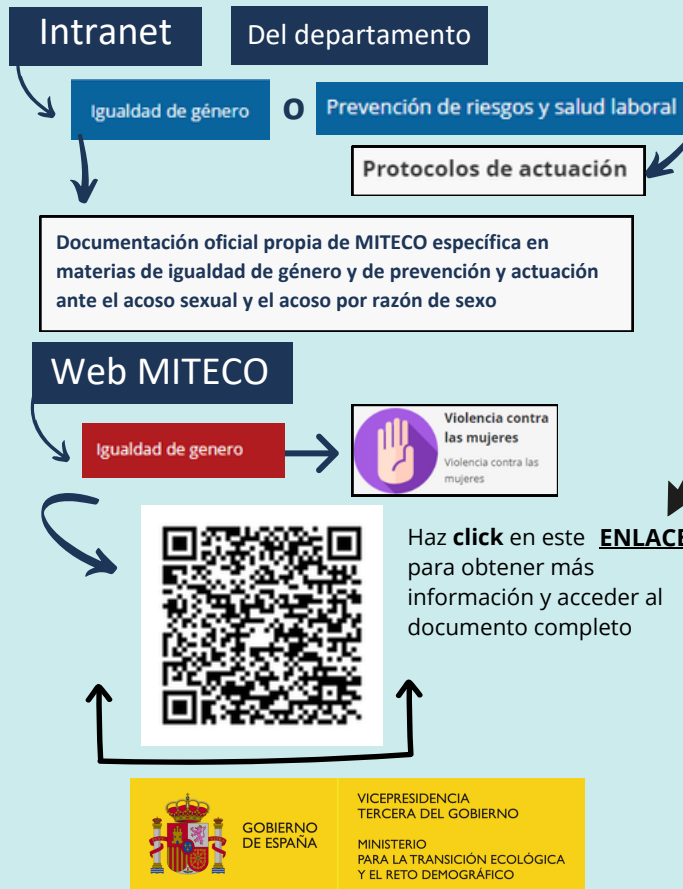 Intranet
Del departamento
Igualdad de género
O
Prevención de riesgos y salud laboral
Protocolos de actuación
Documentación oficial propia de MITECO específica en
materias de igualdad de género y de prevención y actuación
ante el acoso sexual y el acoso por razón de sexo
Web MITECO
Igualdad de genero
Violencia contra
las mujeres
Violencia contra las
mujeres
Haz click en este ENLACE
para obtener más
información y acceder al
documento completo
GOBIERNO
DE ESPAÑA
VICEPRESIDENCIA
TERCERA DEL GOBIERNO
MINISTERIO
PARA LA TRANSICIÓN ECOLÓGICA
Y EL RETO DEMOGRÁFICO